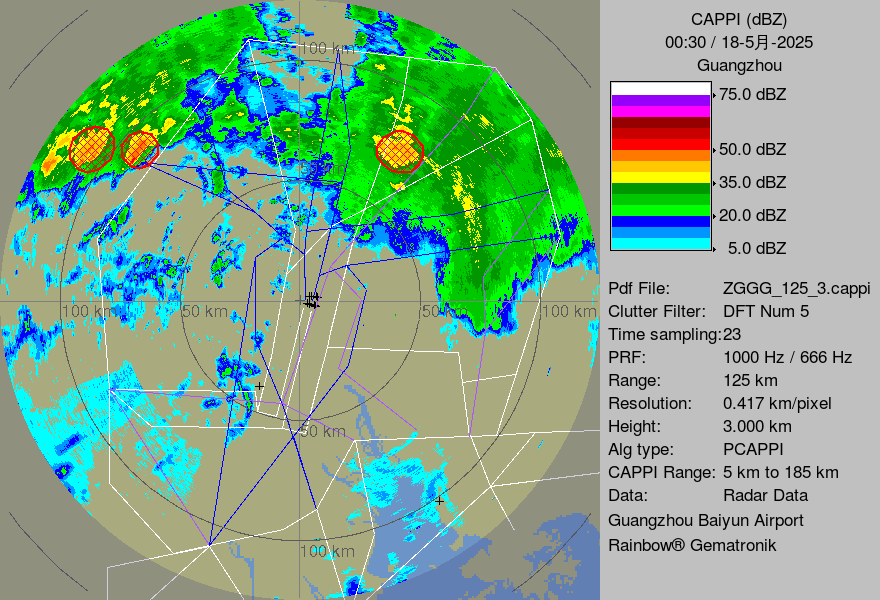 CAPPI (dBZ)
00:30 / 18-5月-2025
Guangzhou
75.0 dBZ
50.0 dBZ
35.0 dBZ
20.0 dBZ
5.0 dBZ
Pdf File: ZGGG_125_3.cappi
Clutter Filter: DFT Num 5
Time sampling:23
PRF: 1000 Hz / 666 Hz
Range: 125 km
Resolution: 0.417 km/pixel
Height: 3.000 km
Alg type: PCAPPI
CAPPI Range: 5 km to 185 km
Data: Radar Data
Guangzhou Baiyun Airport
Rainbow® Gematronik
100 km
100 km
50 km
50 km
100 km
50 km
100 km